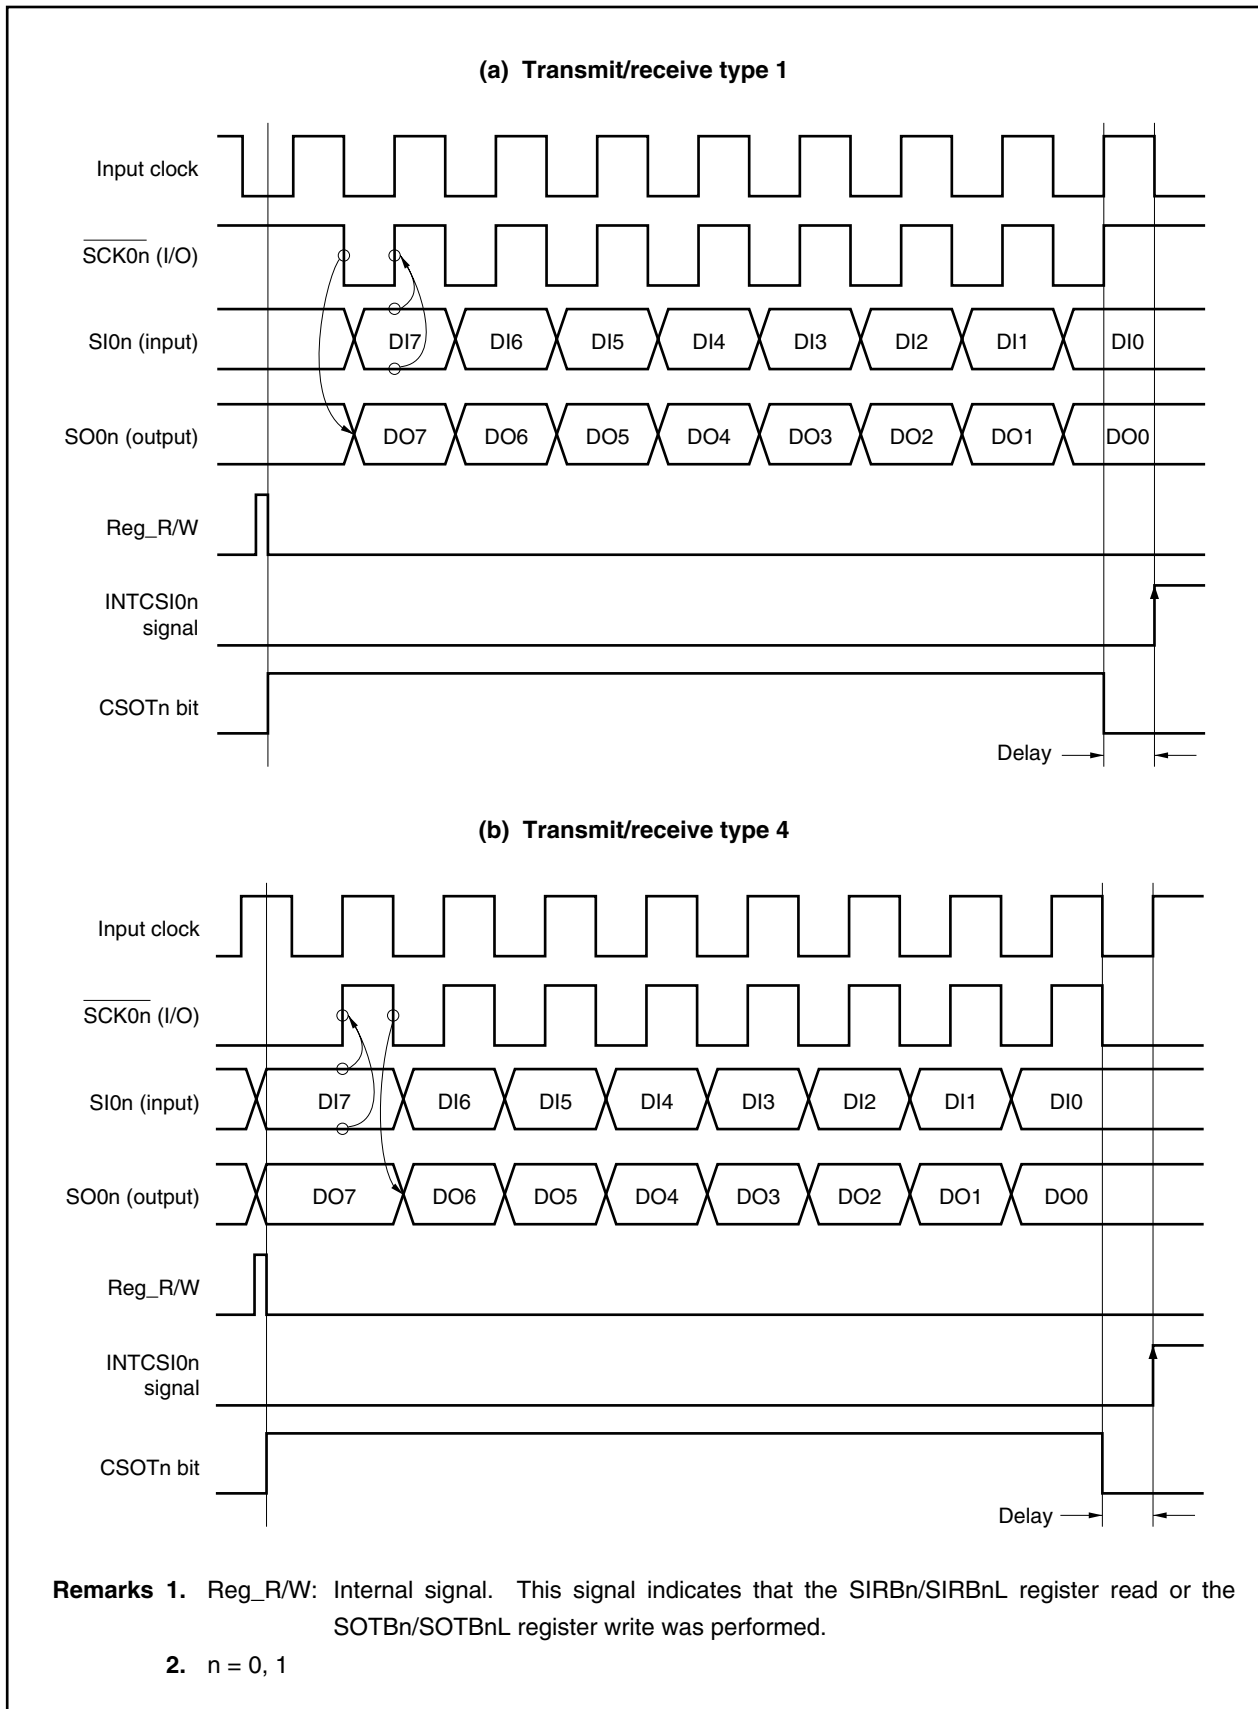 (a) Transmit/receive type 1
Input clock
SCK0n (I/O)
SI0n (input)
DI7 DI6 DI5 DI4 DI3 DI2 DI1 DI0
SO0n (output)
DO7 DO6 DO5 DO4 DO3 DO2 DO1 DO0
Reg_R/W
INTCSI0n
signal
CSOTn bit
Delay
(b) Transmit/receive type 4
Input clock
SCK0n (I/O)
SI0n (input)
DI7 DI6 DI5 DI4 DI3 DI2 DI1 DI0
SO0n (output)
DO7 DO6 DO5 DO4 DO3 DO2 DO1 DO0
Reg_R/W
INTCSI0n
signal
CSOTn bit
Delay
Remarks 1. Reg_R/W: Internal signal. This signal indicates that the SIRBn/SIRBnL register read or the
SOTBn/SOTBnL register write was performed.
2. n = 0, 1